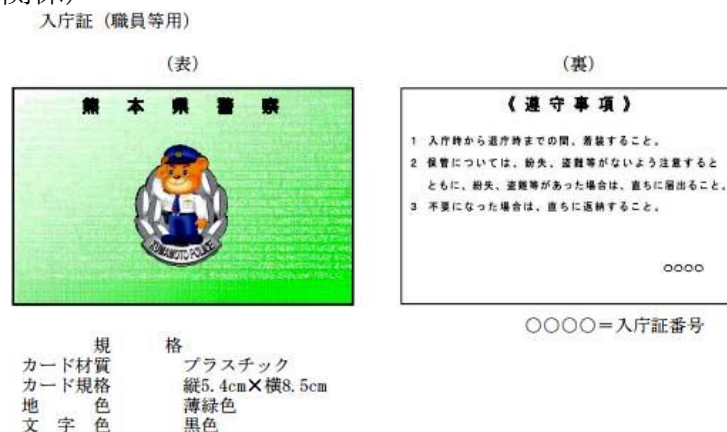 関係)
入庁証（職員等用）
（表）
熊本県警察
KUMAMOTO POLICE
（裏）
《遵守事項》
1 入庁時から退庁時までの間、着装すること。
2 保管については、紛失、盗難等がないよう注意すると
ともに、紛失、盗難等があった場合は、直ちに届出ること。
3 不要になった場合は、直ちに返納すること。
○○○○
○○○○＝入庁証番号
規格
カード材質 プラスチック
カード規格 縦5.4cm×横8.5cm
地色 薄緑色
文字色 黒色